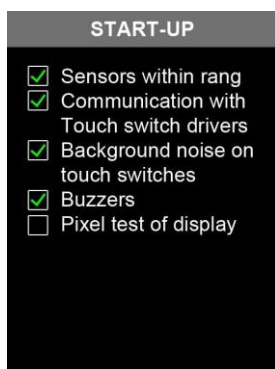 START-UP
Sensors within rang
Communication with
Touch switch drivers
Background noise on
touch switches
Buzzers
Pixel test of display